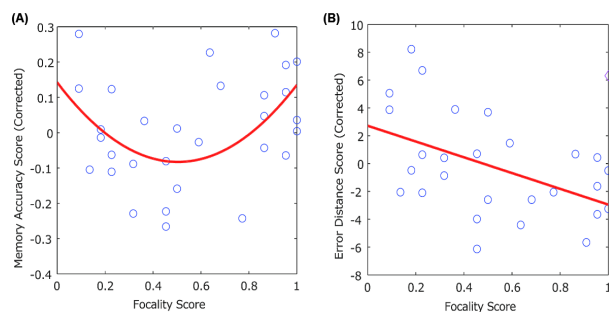 (A)
0.3
0.2
0.1
0
-0.1
-0.2
-0.3
-0.4
Memory Accuracy Score (Corrected)
0 0.2 0.4 0.6 0.8 1
Focality Score
(B)
10
8
6
4
2
0
-2
-4
-6
-8
Error Distance Score (Corrected)
0 0.2 0.4 0.6 0.8 1
Focality Score